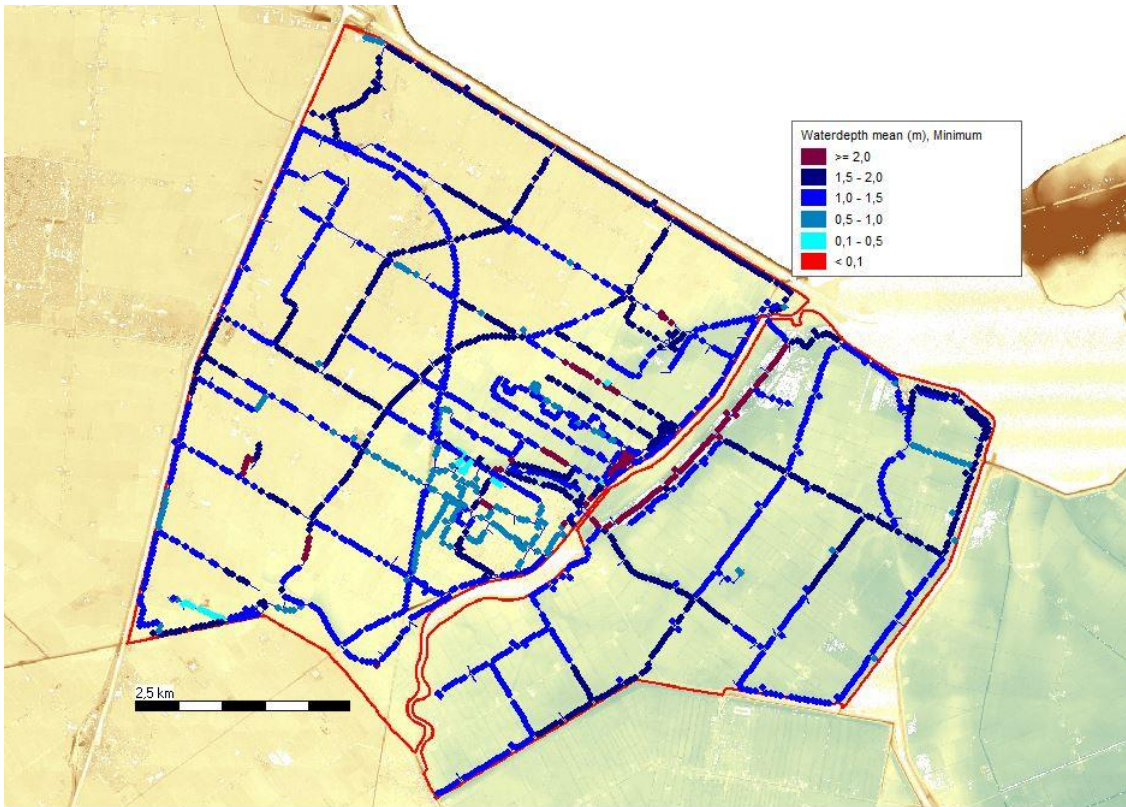 Waterdepth mean (m), Minimum
>= 2,0
1,5 - 2,0
1,0 - 1,5
0,5 - 1,0
0,1 - 0,5
< 0,1
2,5 km